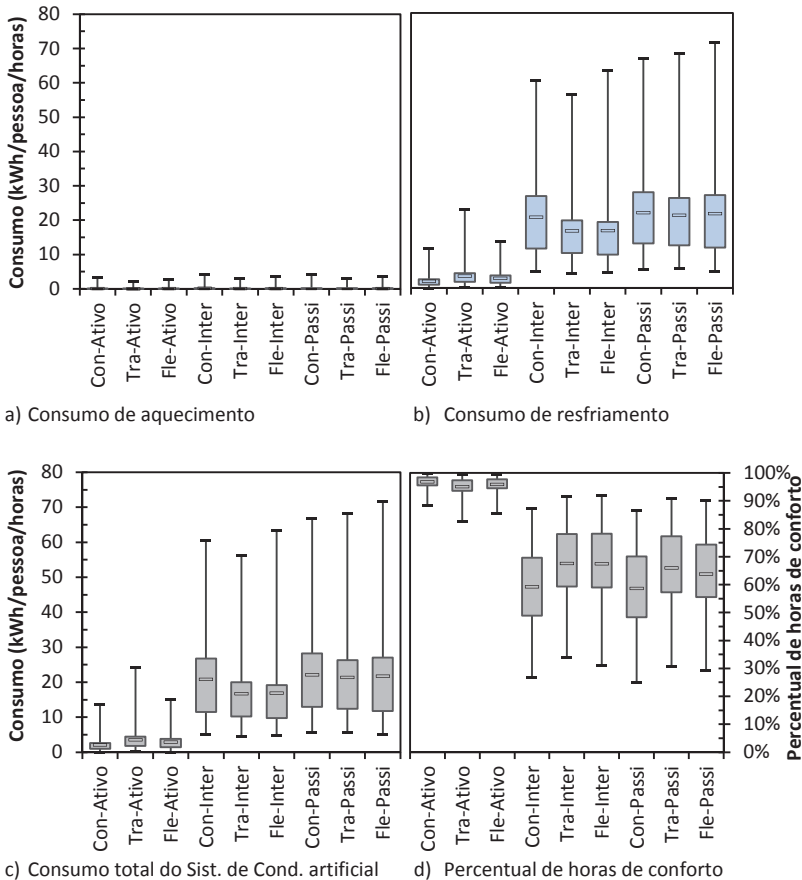 Consumo (kWh/pessoa/horas)
80
70
60
50
40
30
20
10
0
Con-Ativo
Tra-Ativo
Fle-Ativo
Con-Inter
Tra-Inter
Fle-Inter
Con-Passi
Tra-Passi
Fle-Passi
Con-Ativo
Tra-Ativo
Fle-Ativo
Con-Inter
Tra-Inter
Fle-Inter
Con-Passi
Tra-Passi
Fle-Passi
a) Consumo de aquecimento
b) Consumo de resfriamento
Consumo (kWh/pessoa/horas)
80
70
60
50
40
30
20
10
0
Con-Ativo
Tra-Ativo
Fle-Ativo
Con-Inter
Tra-Inter
Fle-Inter
Con-Passi
Tra-Passi
Fle-Passi
100%
90%
80%
70%
60%
50%
40%
30%
20%
10%
0%
Percentual de horas de conforto
Con-Ativo
Tra-Ativo
Fle-Ativo
Con-Inter
Tra-Inter
Fle-Inter
Con-Passi
Tra-Passi
Fle-Passi
c) Consumo total do Sist. de Cond. artificial
d) Percentual de horas de conforto